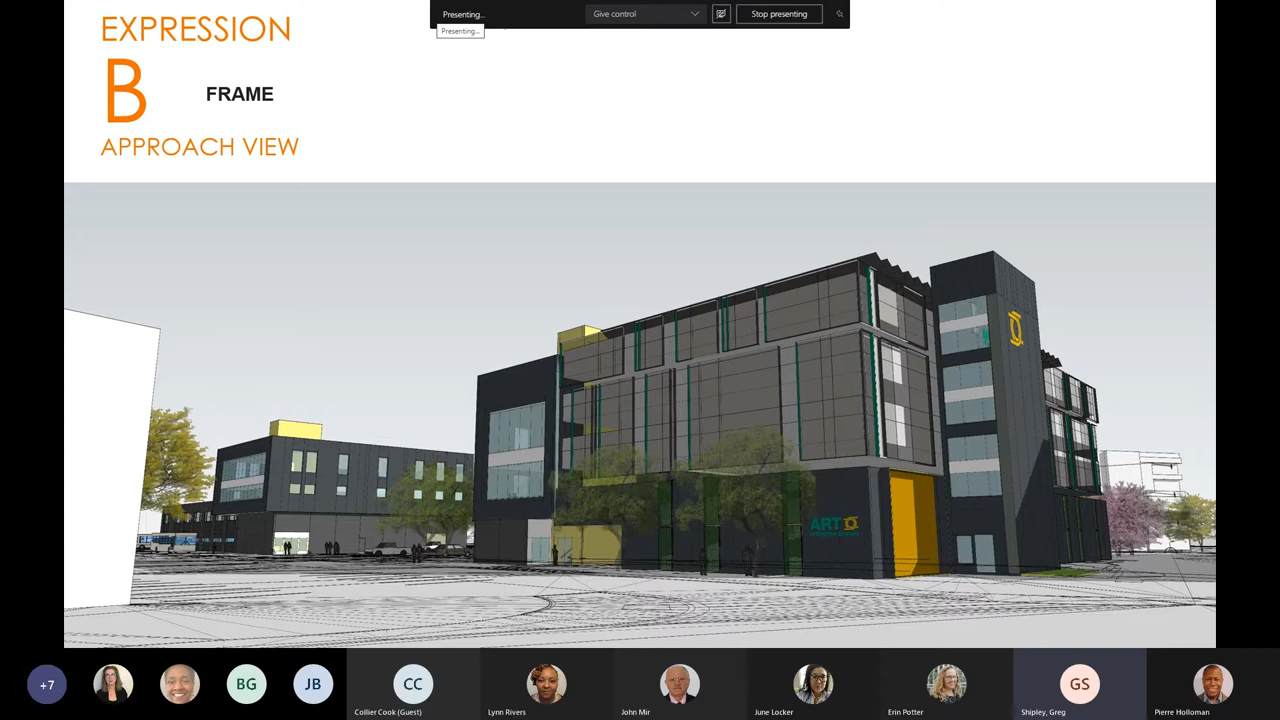 Presenting...
Give control
Stop presenting
Presenting...
EXPRESSION
B FRAME
APPROACH VIEW
ART
+7
BG
JB
CC
Collier Cook (Guest)
Lynn Rivers
John Mir
June Locker
Erin Potter
GS
Shipley, Greg
Pierre Holloman